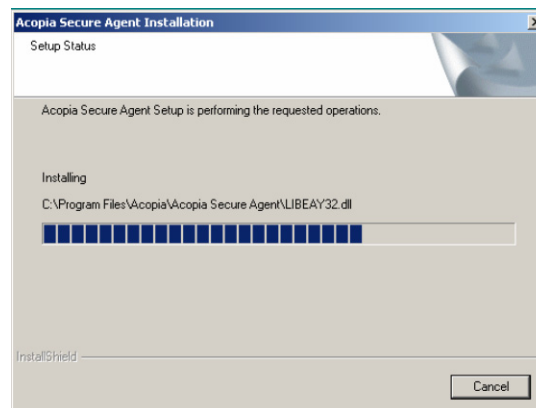 Acopia Secure Agent Installation
Setup Status
Acopia Secure Agent Setup is performing the requested operations.
Installing
C:\Program Files\Acopia\Acopia Secure Agent\LIBEAY32.dll
InstallShield
Cancel